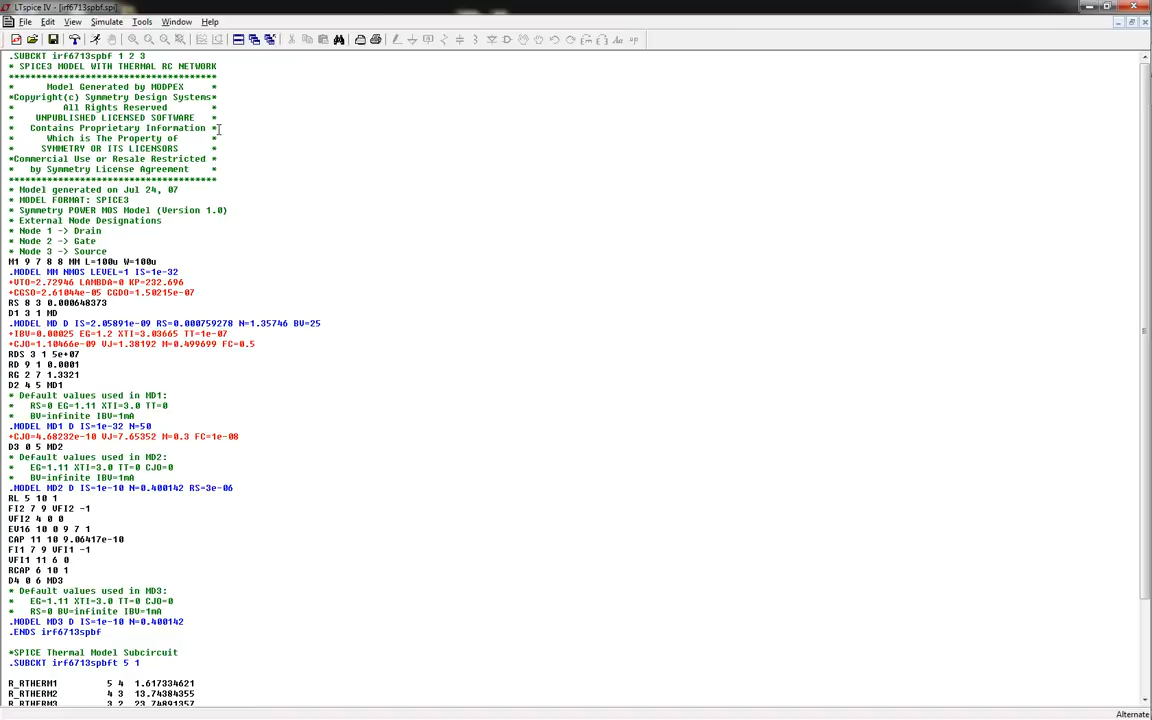 LTspice IV - [irf6713spbf.spi]
File Edit View Simulate Tools Window Help
.SUBCKT irf6713spbf 1 2 3
* SPICE3 MODEL WITH THERMAL RC NETWORK
****************************************
* Model Generated by MODPEX *
*Copyright(c) Symmetry Design Systems*
* All Rights Reserved *
* UNPUBLISHED LICENSED SOFTWARE *
* Contains Proprietary Information *
* Which is The Property of *
* SYMMETRY OR ITS LICENSORS *
*Commercial Use or Resale Restricted *
* by Symmetry License Agreement *
****************************************
* Model generated on Jul 24, 07
* MODEL FORMAT: SPICE3
* Symmetry POWER MOS Model (Version 1.0)
* External Node Designations
* Node 1 -> Drain
* Node 2 -> Gate
* Node 3 -> Source
M1 9 7 8 8 MM L=100u W=100u
.MODEL MM NMOS LEVEL=1 IS=1e-32
+VTO=2.72946 LAMBDA=0 KP=232.696
+CGSO=2.61044e-05 CGDO=1.50215e-07
RS 8 3 0.000648373
D1 3 1 MD
.MODEL MD D IS=2.05891e-09 RS=0.000759278 N=1.35746 BV=25
+IBV=0.00025 EG=1.2 XTI=3.03665 TT=1e-07
+CJO=1.10466e-09 VJ=1.38192 M=0.499699 FC=0.5
RDS 3 1 5e+07
RD 9 1 0.0001
RG 2 7 1.3321
D2 4 5 MD1
* Default values used in MD1:
* RS=0 EG=1.11 XTI=3.0 TT=0
* BV=infinite IBV=1mA
.MODEL MD1 D IS=1e-32 N=50
+CJO=4.68232e-10 VJ=7.65352 M=0.3 FC=1e-08
D3 0 5 MD2
* Default values used in MD2:
* EG=1.11 XTI=3.0 TT=0 CJO=0
* BV=infinite IBV=1mA
.MODEL MD2 D IS=1e-10 N=0.400142 RS=3e-06
RL 5 10 1
FI2 7 9 VFI2 -1
VFI2 4 0 0
EV16 10 0 9 7 1
CAP 11 10 9.06417e-10
FI1 7 9 VFI1 -1
VFI1 11 6 0
RCAP 6 10 1
D4 0 6 MD3
* Default values used in MD3:
* EG=1.11 XTI=3.0 TT=0 CJO=0
* RS=0 BV=infinite IBV=1mA
.MODEL MD3 D IS=1e-10 N=0.400142
.ENDS irf6713spbf
*SPICE Thermal Model Subcircuit
.SUBCKT irf6713spbft 5 1
R_RTHERM1 5 4 1.617334621
R_RTHERM2 4 3 13.74384355
R_RTHERM3 3 2 23.74891357
Alternate